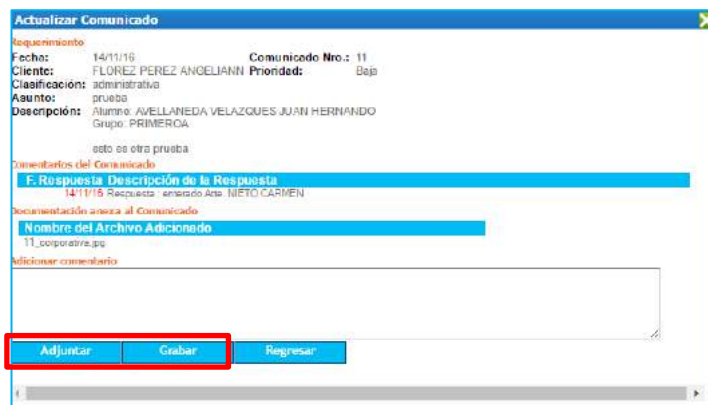 Actualizar Comunicado
Requerimiento
Fecha: 14/11/16 Comunicado Nro.: 11
Cliente: FLOREZ PEREZ ANGELIANN Prioridad: Baja
Clasificación: administrativa
Asunto: prueba
Descripción: Alumno: AVELLANEDA VELAZQUES JUAN HERNANDO
Grupo: PRIMEROA
esto es otra prueba
Comentarios del Comunicado
F. Respuesta Descripción de la Respuesta
14/11/16 Respuesta : enterado Atte. NIETO CARMEN
Documentación anexa al Comunicado
Nombre del Archivo Adicionado
11_corporativa.jpg
Adicionar comentario
Adjuntar Grabar Regresar